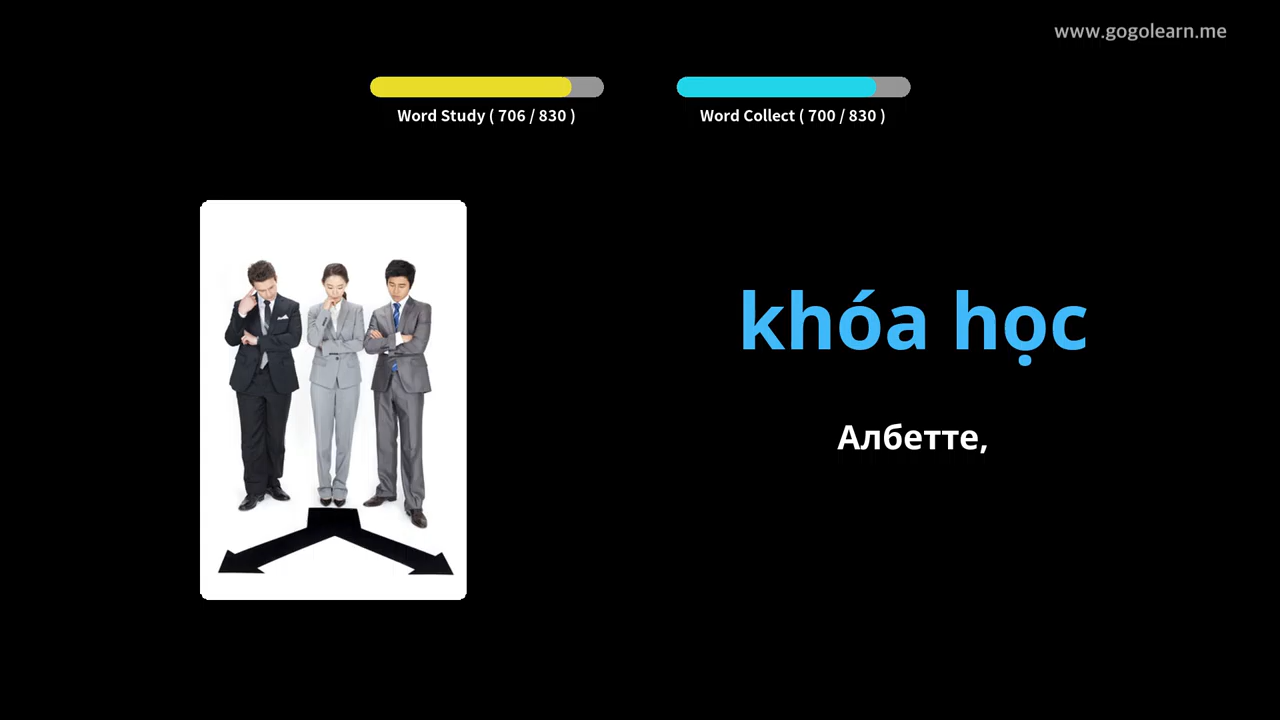 www.gogolearn.me
Word Study ( 706 / 830 )
Word Collect ( 700 / 830 )
khóa học
Албетте,